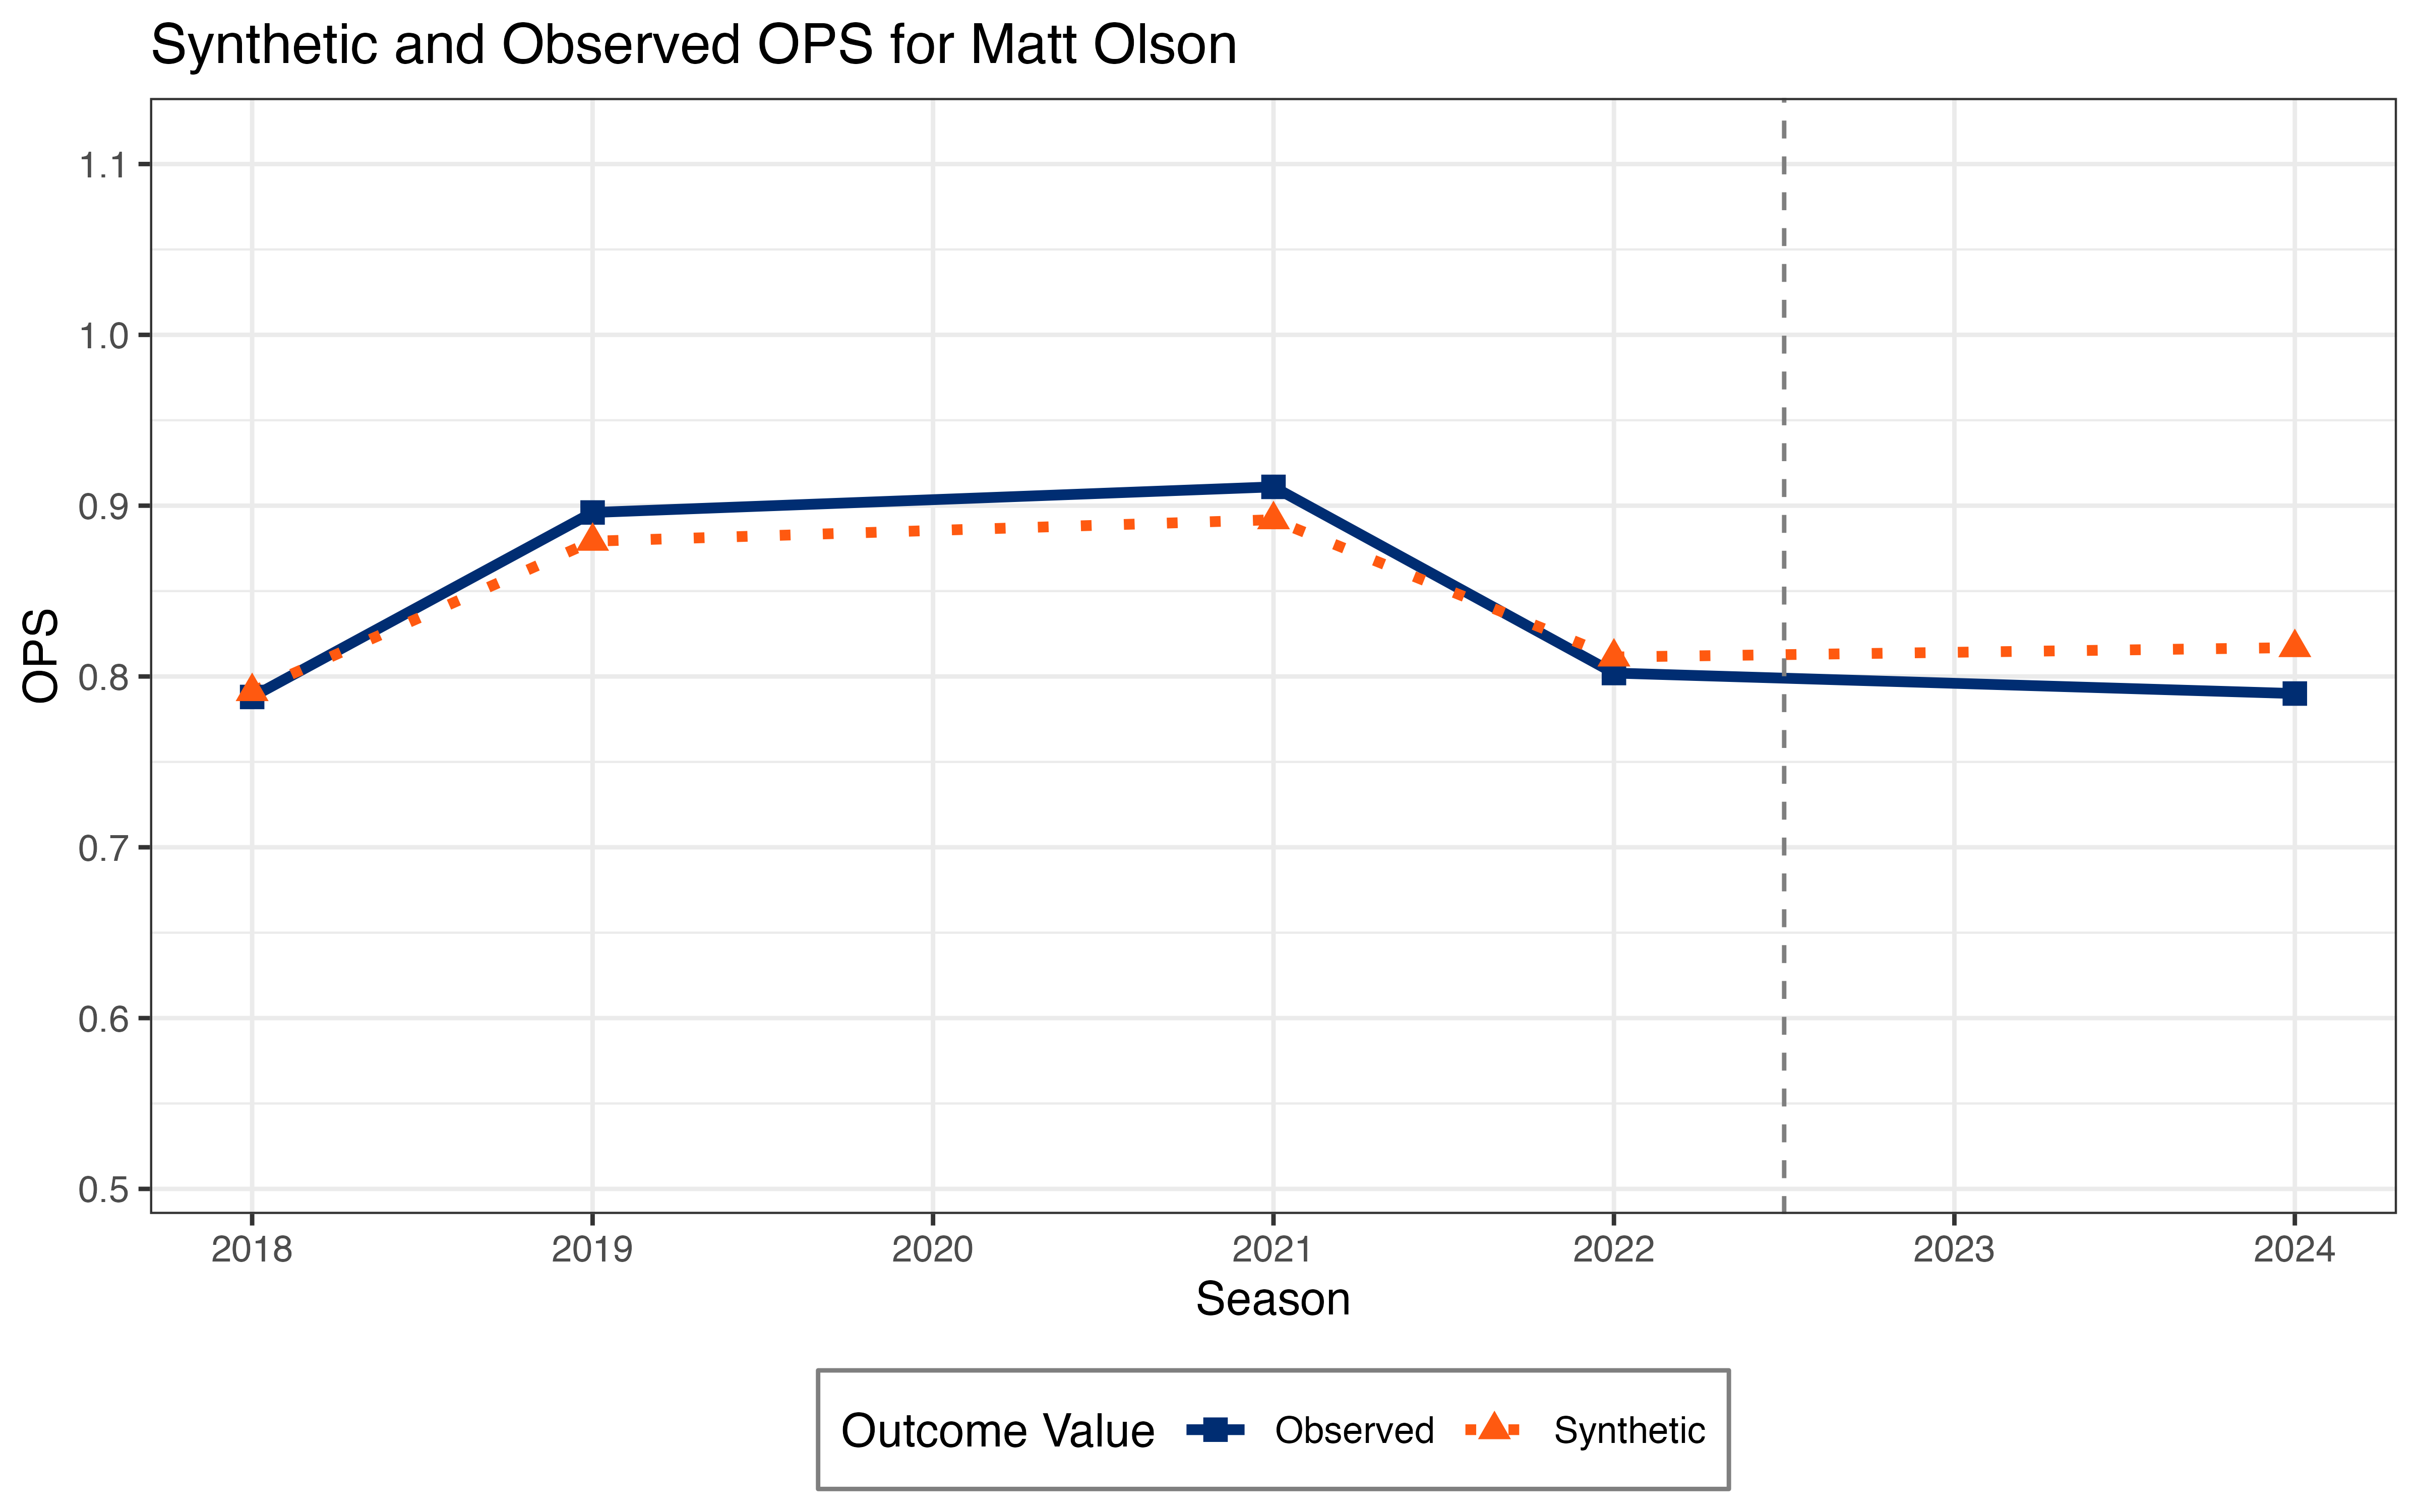 Synthetic and Observed OPS for Matt Olson
1.1
1.0
0.9
0.8
0.7
0.6
0.5
OPS
2018 2019 2020 2021 2022 2023 2024
Season
Outcome Value Observed Synthetic